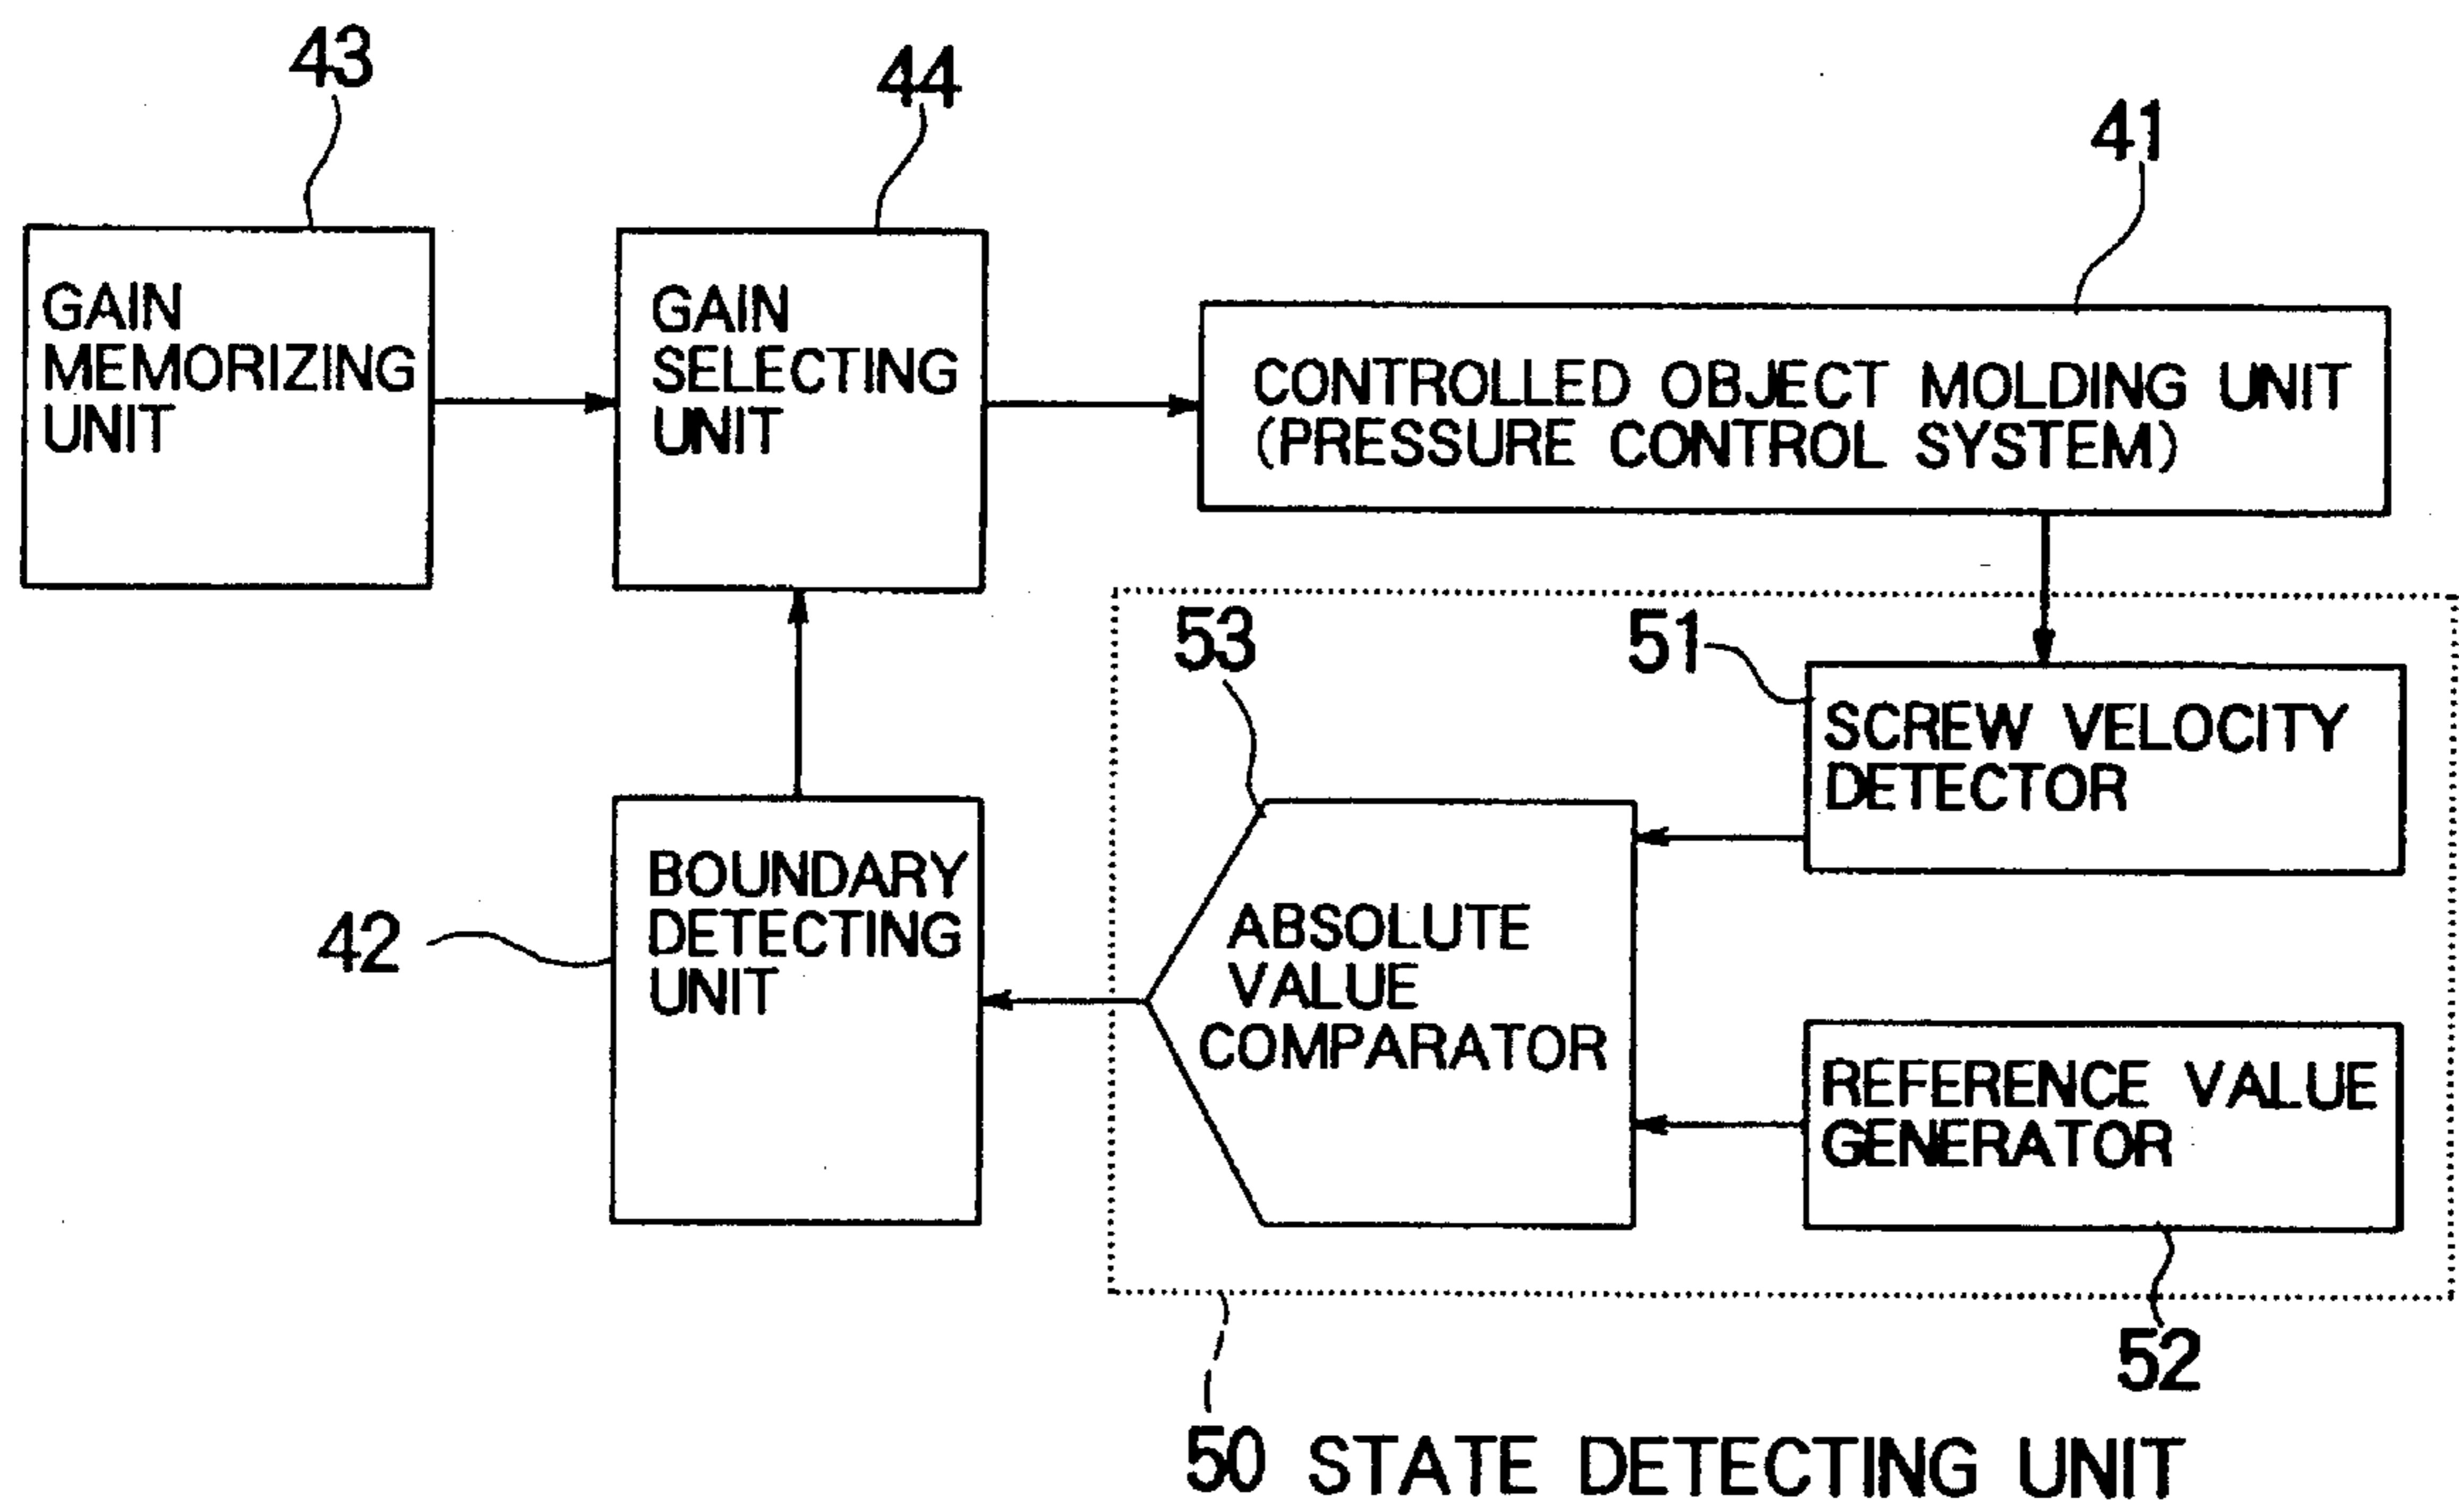 43
44
41
GAIN
MEMORIZING
UNIT
GAIN
SELECTING
UNIT
CONTROLLED OBJECT MOLDING UNIT
(PRESSURE CONTROL SYSTEM)
53
51
SCREW VELOCITY
DETECTOR
42
BOUNDARY
DETECTING
UNIT
ABSOLUTE
VALUE
COMPARATOR
REFERENCE VALUE
GENERATOR
52
50 STATE DETECTING UNIT